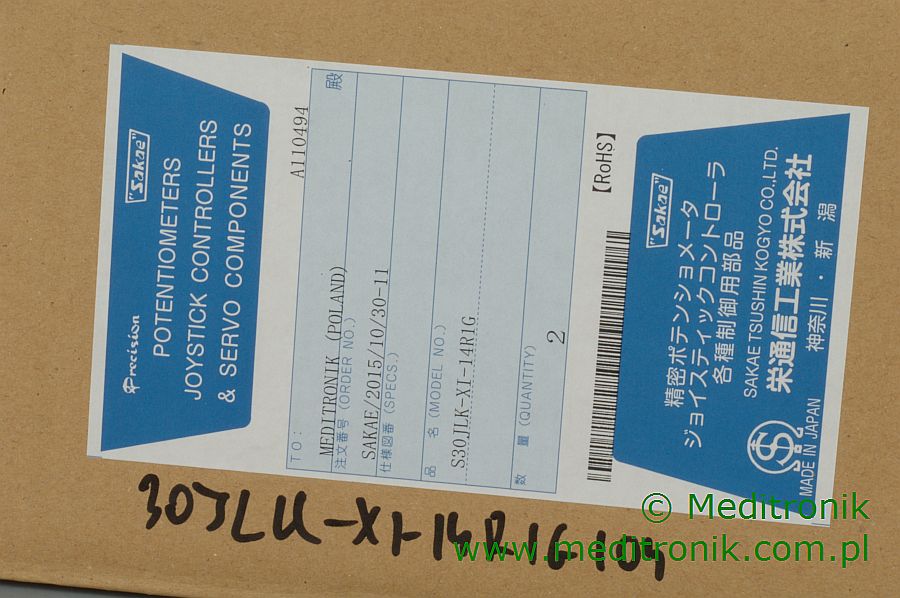 "Sakae"
Precision
POTENTIOMETERS
JOYSTICK CONTROLLERS
& SERVO COMPONENTS
A110494
殿
TO:
MEDITRONIK (POLAND)
注文番号 (ORDER NO.)
SAKAE/2015/10/30-11
仕様図番 (SPECS.)
品 名 (MODEL NO.)
S30JLK-XI-14R1G
数 量 (QUANTITY)
2
【RoHS】
"Sakae"
精密ポテンショメータ
ジョイスティックコントローラ
各種制御用部品
SAKAE TSUSHIN KOGYO CO.,LTD.
栄通信工業株式会社
神奈川・新潟
MADE IN JAPAN
30JLK-XI-14R1G
© Meditronik
www.meditronik.com.pl